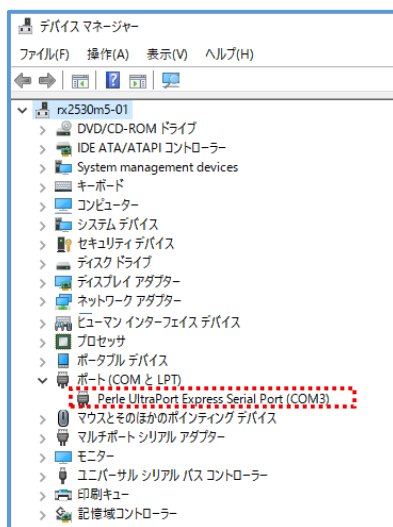 デバイス マネージャー
ファイル(F) 操作(A) 表示(V) ヘルプ(H)
rx2530m5-01
DVD/CD-ROM ドライブ
IDE ATA/ATAPI コントローラー
System management devices
キーボード
コンピューター
システム デバイス
セキュリティ デバイス
ディスク ドライブ
ディスプレイ アダプター
ネットワーク アダプター
ヒューマン インターフェイス デバイス
プロセッサ
ポータブル デバイス
ポート (COM と LPT)
Perle UltraPort Express Serial Port (COM3)
マウスとそのほかのポインティング デバイス
マルチポート シリアル アダプター
モニター
ユニバーサル シリアル バス コントローラー
印刷キュー
記憶域コントローラー